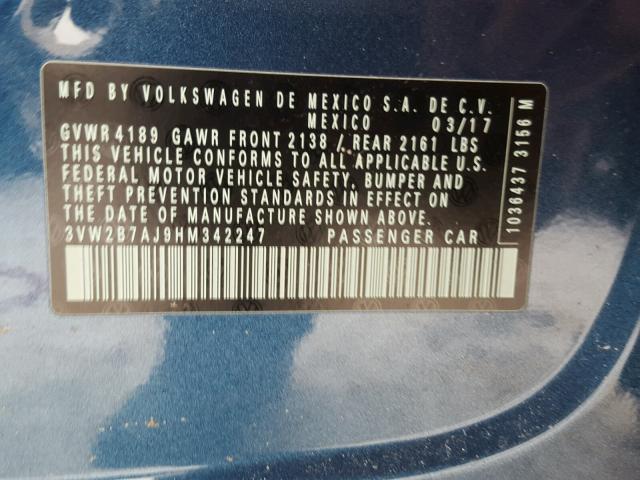 MFD BY VOLKSWAGEN DE MEXICO S.A. DE C.V.
MEXICO 03/17
GVWR 4189 GAWR FRONT 2138 / REAR 2161 LBS
THIS VEHICLE CONFORMS TO ALL APPLICABLE U.S.
FEDERAL MOTOR VEHICLE SAFETY, BUMPER AND
THEFT PREVENTION STANDARDS IN EFFECT ON
THE DATE OF MANUFACTURE SHOWN ABOVE.
3VW2B7AJ9HM342247 PASSENGER CAR
1036437 3156 M